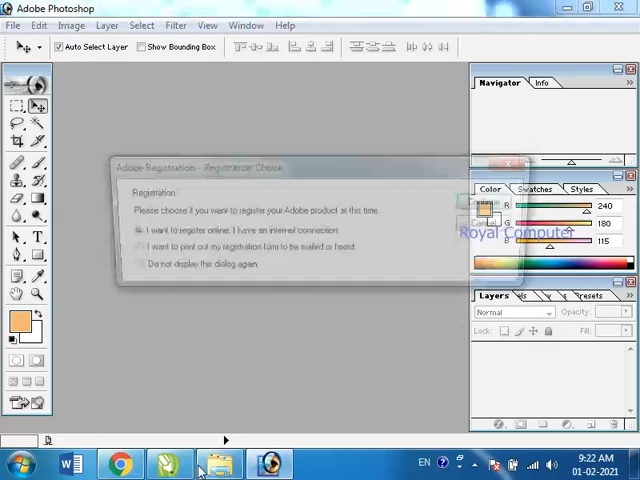 Adobe Photoshop
File Edit Image Layer Select Filter View Window Help
Auto Select Layer Show Bounding Box
Navigator Info
Adobe Registration - Registration Choice
Registration
Please choose if you want to register your Adobe product at this time.
I want to register online. I have an internet connection.
I want to print out my registration form to be mailed or faxed.
Do not display this dialog again.
Continue
Cancel
Color Swatches Styles
R 240
G 180
B 115
Royal Computer
Layers Presets
Normal Opacity:
Lock: Fill:
EN 9:22 AM
01-02-2021